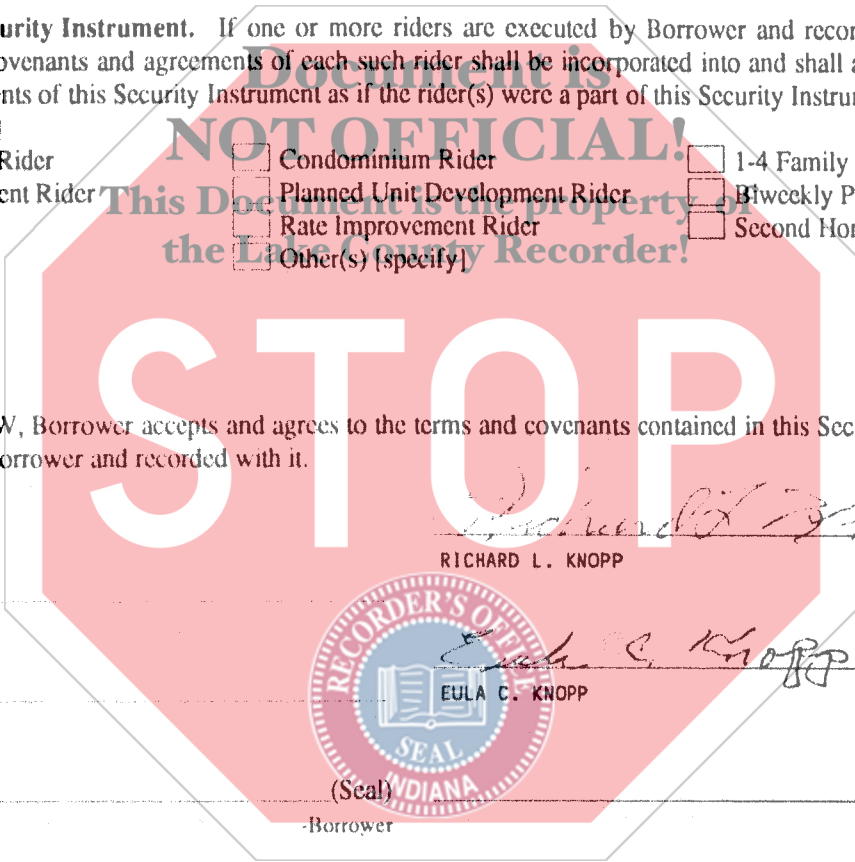 urity Instrument. If one or more riders are executed by Borrower and recor
ovenants and agreements of each such rider shall be incorporated into and shall a
nts of this Security Instrument as if the rider(s) were a part of this Security Instrum
Document is
NOT OFFICIAL!
This Document is the property of
the Lake County Recorder!
Rider Condominium Rider 1-4 Family
ent Rider Planned Unit Development Rider Biweekly P
Rate Improvement Rider Second Hom
Other(s) [specify]
STOP
W, Borrower accepts and agrees to the terms and covenants contained in this Sec
orrower and recorded with it.
Richard L
RICHARD L. KNOPP
Eula C. Knopp
EULA C. KNOPP
RECORDER'S OFFICE
SEAL
INDIANA
(Seal)
-Borrower